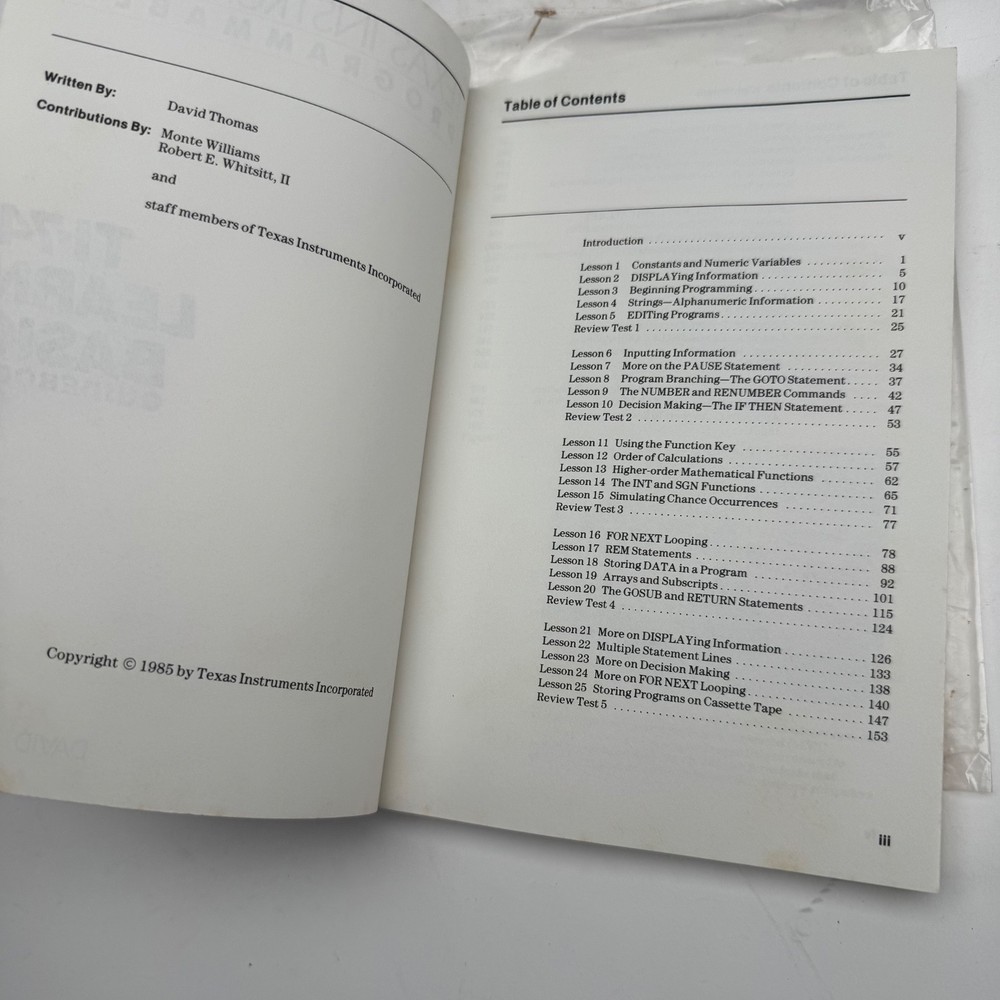 Written By:
David Thomas
Contributions By:
Monte Williams
Robert E. Whitsitt, II
and
staff members of Texas Instruments Incorporated
Copyright © 1985 by Texas Instruments Incorporated
Table of Contents
Introduction ........................................ v
Lesson 1 Constants and Numeric Variables ............ 1
Lesson 2 DISPLAYing Information ..................... 5
Lesson 3 Beginning Programming ...................... 10
Lesson 4 Strings—Alphanumeric Information ........... 17
Lesson 5 EDITing Programs ........................... 21
Review Test 1 ....................................... 25
Lesson 6 Inputting Information ...................... 27
Lesson 7 More on the PAUSE Statement ................ 34
Lesson 8 Program Branching—The GOTO Statement ..... 37
Lesson 9 The NUMBER and RENUMBER Commands .... 42
Lesson 10 Decision Making—The IF THEN Statement ..... 47
Review Test 2 ....................................... 53
Lesson 11 Using the Function Key .................... 55
Lesson 12 Order of Calculations ..................... 57
Lesson 13 Higher-order Mathematical Functions ........ 62
Lesson 14 The INT and SGN Functions ................. 65
Lesson 15 Simulating Chance Occurrences ............. 71
Review Test 3 ....................................... 77
Lesson 16 FOR NEXT Looping .......................... 78
Lesson 17 REM Statements ............................ 88
Lesson 18 Storing DATA in a Program ................. 92
Lesson 19 Arrays and Subscripts ..................... 101
Lesson 20 The GOSUB and RETURN Statements ........... 115
Review Test 4 ....................................... 124
Lesson 21 More on DISPLAYing Information ............ 126
Lesson 22 Multiple Statement Lines .................. 133
Lesson 23 More on Decision Making ................... 138
Lesson 24 More on FOR NEXT Looping .................. 140
Lesson 25 Storing Programs on Cassette Tape ......... 147
Review Test 5 ....................................... 153
iii